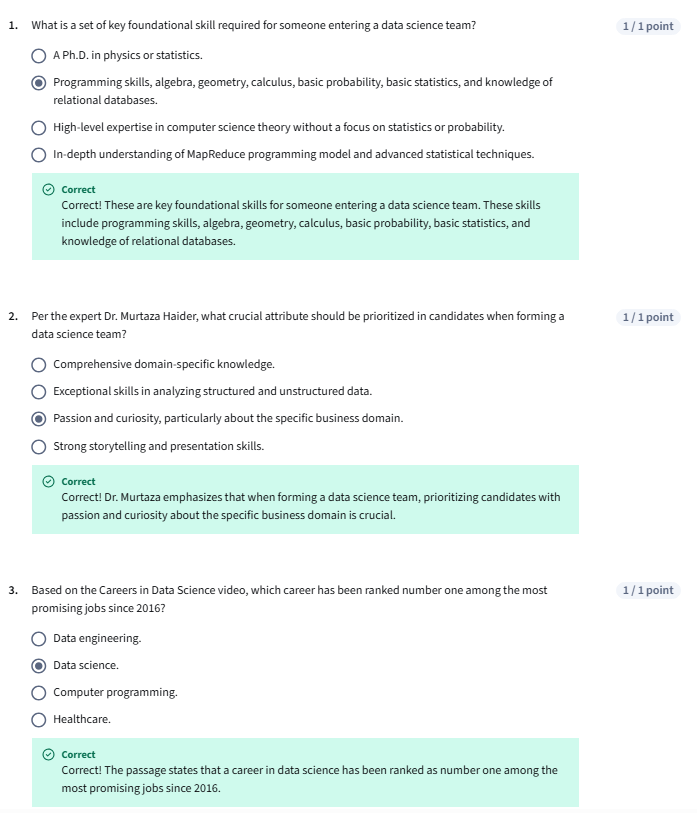 1. What is a set of key foundational skill required for someone entering a data science team? 1 / 1 point
A Ph.D. in physics or statistics.
Programming skills, algebra, geometry, calculus, basic probability, basic statistics, and knowledge of
relational databases.
High-level expertise in computer science theory without a focus on statistics or probability.
In-depth understanding of MapReduce programming model and advanced statistical techniques.
Correct
Correct! These are key foundational skills for someone entering a data science team. These skills
include programming skills, algebra, geometry, calculus, basic probability, basic statistics, and
knowledge of relational databases.
2. Per the expert Dr. Murtaza Haider, what crucial attribute should be prioritized in candidates when forming a 1 / 1 point
data science team?
Comprehensive domain-specific knowledge.
Exceptional skills in analyzing structured and unstructured data.
Passion and curiosity, particularly about the specific business domain.
Strong storytelling and presentation skills.
Correct
Correct! Dr. Murtaza emphasizes that when forming a data science team, prioritizing candidates with
passion and curiosity about the specific business domain is crucial.
3. Based on the Careers in Data Science video, which career has been ranked number one among the most 1 / 1 point
promising jobs since 2016?
Data engineering.
Data science.
Computer programming.
Healthcare.
Correct
Correct! The passage states that a career in data science has been ranked as number one among the
most promising jobs since 2016.